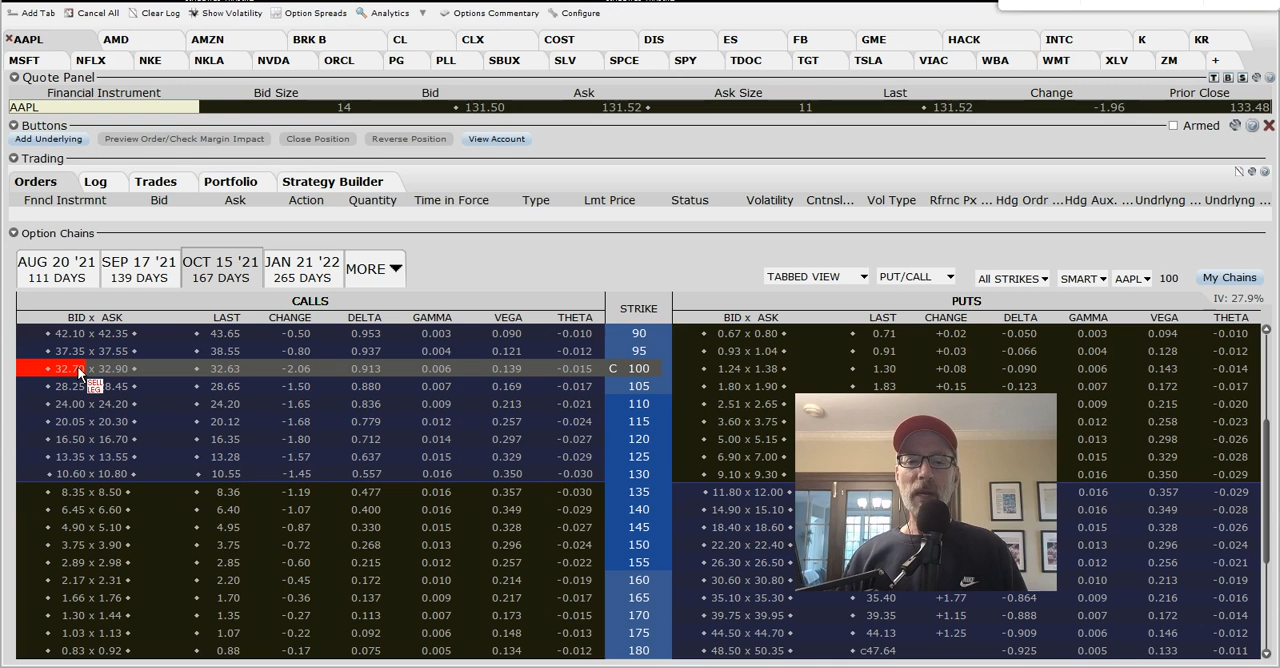 Add Tab Cancel All Clear Log Show Volatility Option Spreads Analytics Options Commentary Configure
AAPL AMD AMZN BRK B CL CLX COST DIS ES FB GME HACK INTC K KR
MSFT NFLX NKE NKLA NVDA ORCL PG PLL SBUX SLV SPCE SPY TDOC TGT TSLA VIAC WBA WMT XLV ZM +
Quote Panel T B S
Financial Instrument Bid Size Bid Ask Ask Size Last Change Prior Close
AAPL 14 131.50 131.52 11 131.52 -1.96 133.48
Buttons Armed
Add Underlying Preview Order/Check Margin Impact Close Position Reverse Position View Account
Trading
Orders Log Trades Portfolio Strategy Builder
Fnncl Instrmnt Bid Ask Action Quantity Time in Force Type Lmt Price Status Volatility Cntnsl... Vol Type Rfrnc Px ... Hdg Ordr ... Hdg Aux. ... Undrlyng ... Undrlyng ...
Option Chains
AUG 20 '21 SEP 17 '21 OCT 15 '21 JAN 21 '22 MORE
111 DAYS 139 DAYS 167 DAYS 265 DAYS
TABBED VIEW PUT/CALL All STRIKES SMART AAPL 100 My Chains
CALLS STRIKE PUTS IV: 27.9%
BID x ASK LAST CHANGE DELTA GAMMA VEGA THETA BID x ASK LAST CHANGE DELTA GAMMA VEGA THETA
42.10 x 42.35 43.65 -0.50 0.953 0.003 0.090 -0.010 90 0.67 x 0.80 0.71 +0.02 -0.050 0.003 0.094 -0.010
37.35 x 37.55 38.55 -0.80 0.937 0.004 0.121 -0.012 95 0.93 x 1.04 0.91 +0.03 -0.066 0.004 0.128 -0.012
x 32.90 32.63 -2.06 0.913 0.006 0.139 -0.015 C 100 1.24 x 1.38 1.30 +0.08 -0.090 0.006 0.143 -0.014
SELL LEG
28.65 -1.50 0.880 0.008 0.169 -0.017 105 1.80 x 1.90 1.83 +0.15 -0.123 0.007 0.177 -0.017
24.00 x 24.20 24.20 -1.65 0.836 0.009 0.213 -0.021 110 2.51 x 2.65 0.009 0.215 -0.020
20.05 x 20.30 20.12 -1.68 0.779 0.012 0.257 -0.024 115 3.60 x 3.75 0.011 0.258 -0.023
16.50 x 16.70 16.35 -1.80 0.712 0.014 0.297 -0.027 120 5.00 x 5.15 0.013 0.298 -0.026
13.35 x 13.55 13.28 -1.57 0.637 0.015 0.329 -0.029 125 6.90 x 7.00 0.015 0.329 -0.028
10.60 x 10.80 10.55 -1.45 0.557 0.016 0.350 -0.030 130 9.10 x 9.30 0.016 0.350 -0.029
8.35 x 8.50 8.36 -1.19 0.477 0.016 0.357 -0.030 135 11.80 x 12.00 0.016 0.357 -0.029
6.45 x 6.60 6.40 -1.07 0.400 0.016 0.349 -0.029 140 14.90 x 15.10 0.016 0.349 -0.028
4.90 x 5.10 4.95 -0.87 0.330 0.015 0.328 -0.027 145 18.40 x 18.60 0.015 0.328 -0.026
3.75 x 3.90 3.75 -0.72 0.268 0.013 0.296 -0.024 150 22.20 x 22.40 0.013 0.296 -0.024
2.89 x 2.98 2.85 -0.60 0.215 0.012 0.257 -0.022 155 26.30 x 26.50 0.012 0.256 -0.021
2.17 x 2.31 2.20 -0.45 0.172 0.010 0.214 -0.019 160 30.60 x 30.80 0.010 0.213 -0.019
1.66 x 1.76 1.70 -0.36 0.137 0.009 0.217 -0.017 165 35.10 x 35.30 35.40 +1.77 -0.864 0.009 0.217 -0.016
1.30 x 1.44 1.35 -0.27 0.113 0.007 0.173 -0.015 170 39.75 x 39.95 39.35 +1.15 -0.888 0.007 0.172 -0.014
1.03 x 1.13 1.07 -0.22 0.092 0.006 0.148 -0.013 175 44.50 x 44.70 44.13 +1.25 -0.909 0.006 0.146 -0.012
0.83 x 0.92 0.88 -0.17 0.075 0.005 0.134 -0.012 180 48.50 x 50.35 c47.64 -0.925 0.005 0.133 -0.011